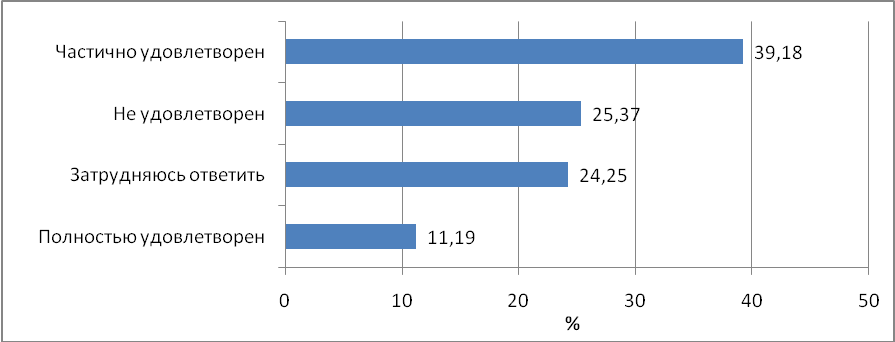 Частично удовлетворен 39,18
Не удовлетворен 25,37
Затрудняюсь ответить 24,25
Полностью удовлетворен 11,19
0 10 20 30 40 50
%